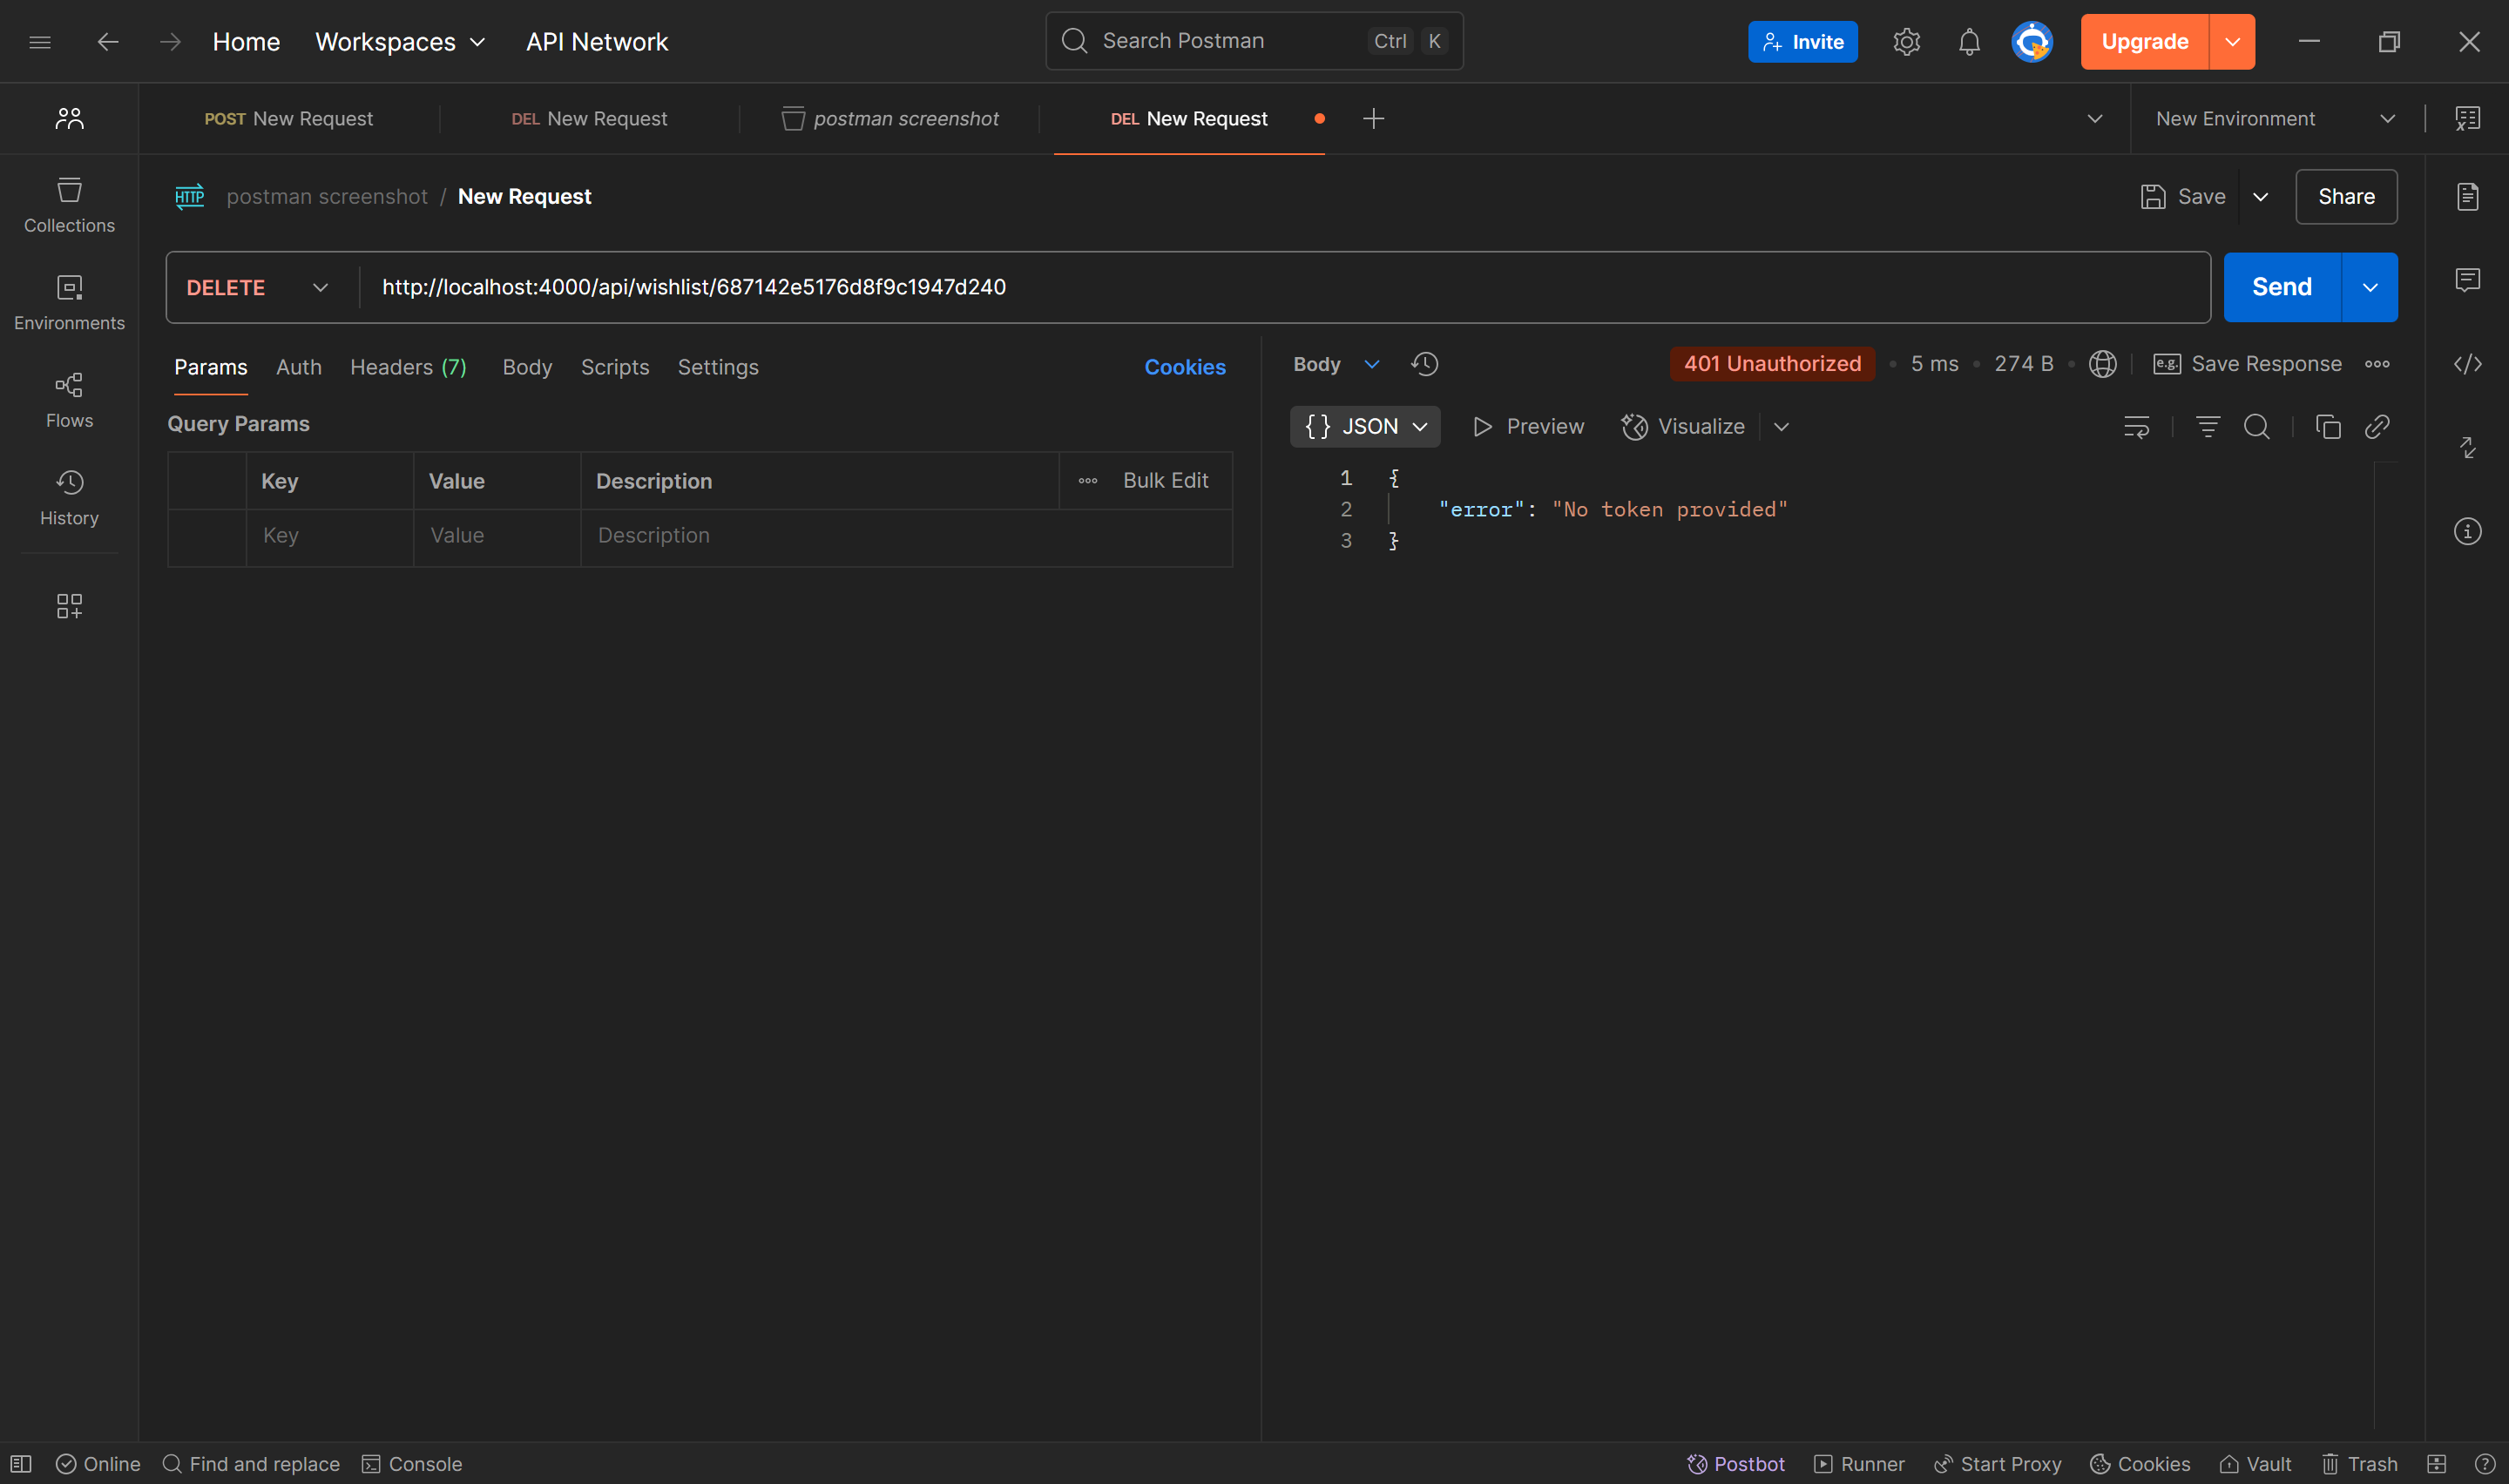 Home Workspaces API Network Search Postman Ctrl K Invite Upgrade
POST New Request DEL New Request postman screenshot DEL New Request New Environment
Collections
Environments
Flows
History
HTTP postman screenshot / New Request Save Share
DELETE http://localhost:4000/api/wishlist/687142e5176d8f9c1947d240 Send
Params Auth Headers (7) Body Scripts Settings Cookies
Query Params
Key Value Description Bulk Edit
Key Value Description
Body 401 Unauthorized • 5 ms • 274 B • e.g. Save Response
{} JSON Preview Visualize
1 {
2 "error": "No token provided"
3 }
Online Find and replace Console Postbot Runner Start Proxy Cookies Vault Trash